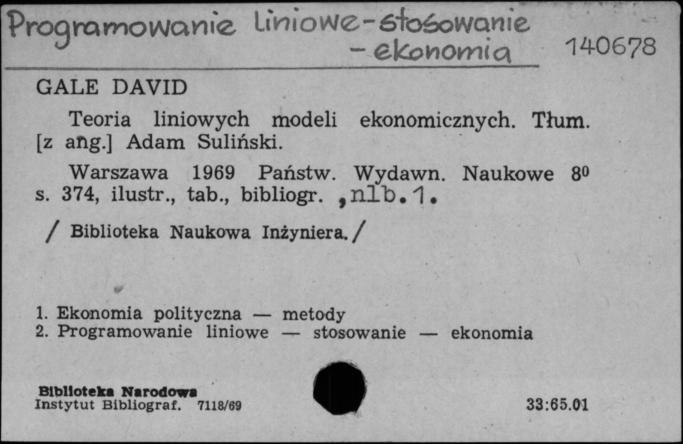 Programowanie liniowe - stosowanie
- ekonomia 140678
GALE DAVID
Teoria liniowych modeli ekonomicznych. Tłum.
[z ang.] Adam Suliński.
Warszawa 1969 Państw. Wydawn. Naukowe 8⁰
s. 374, ilustr., tab., bibliogr. , nlb. 1.
/ Biblioteka Naukowa Inżyniera. /
1. Ekonomia polityczna — metody
2. Programowanie liniowe — stosowanie — ekonomia
Biblioteka Narodowa
Instytut Bibliograf. 7118/69 33:65.01